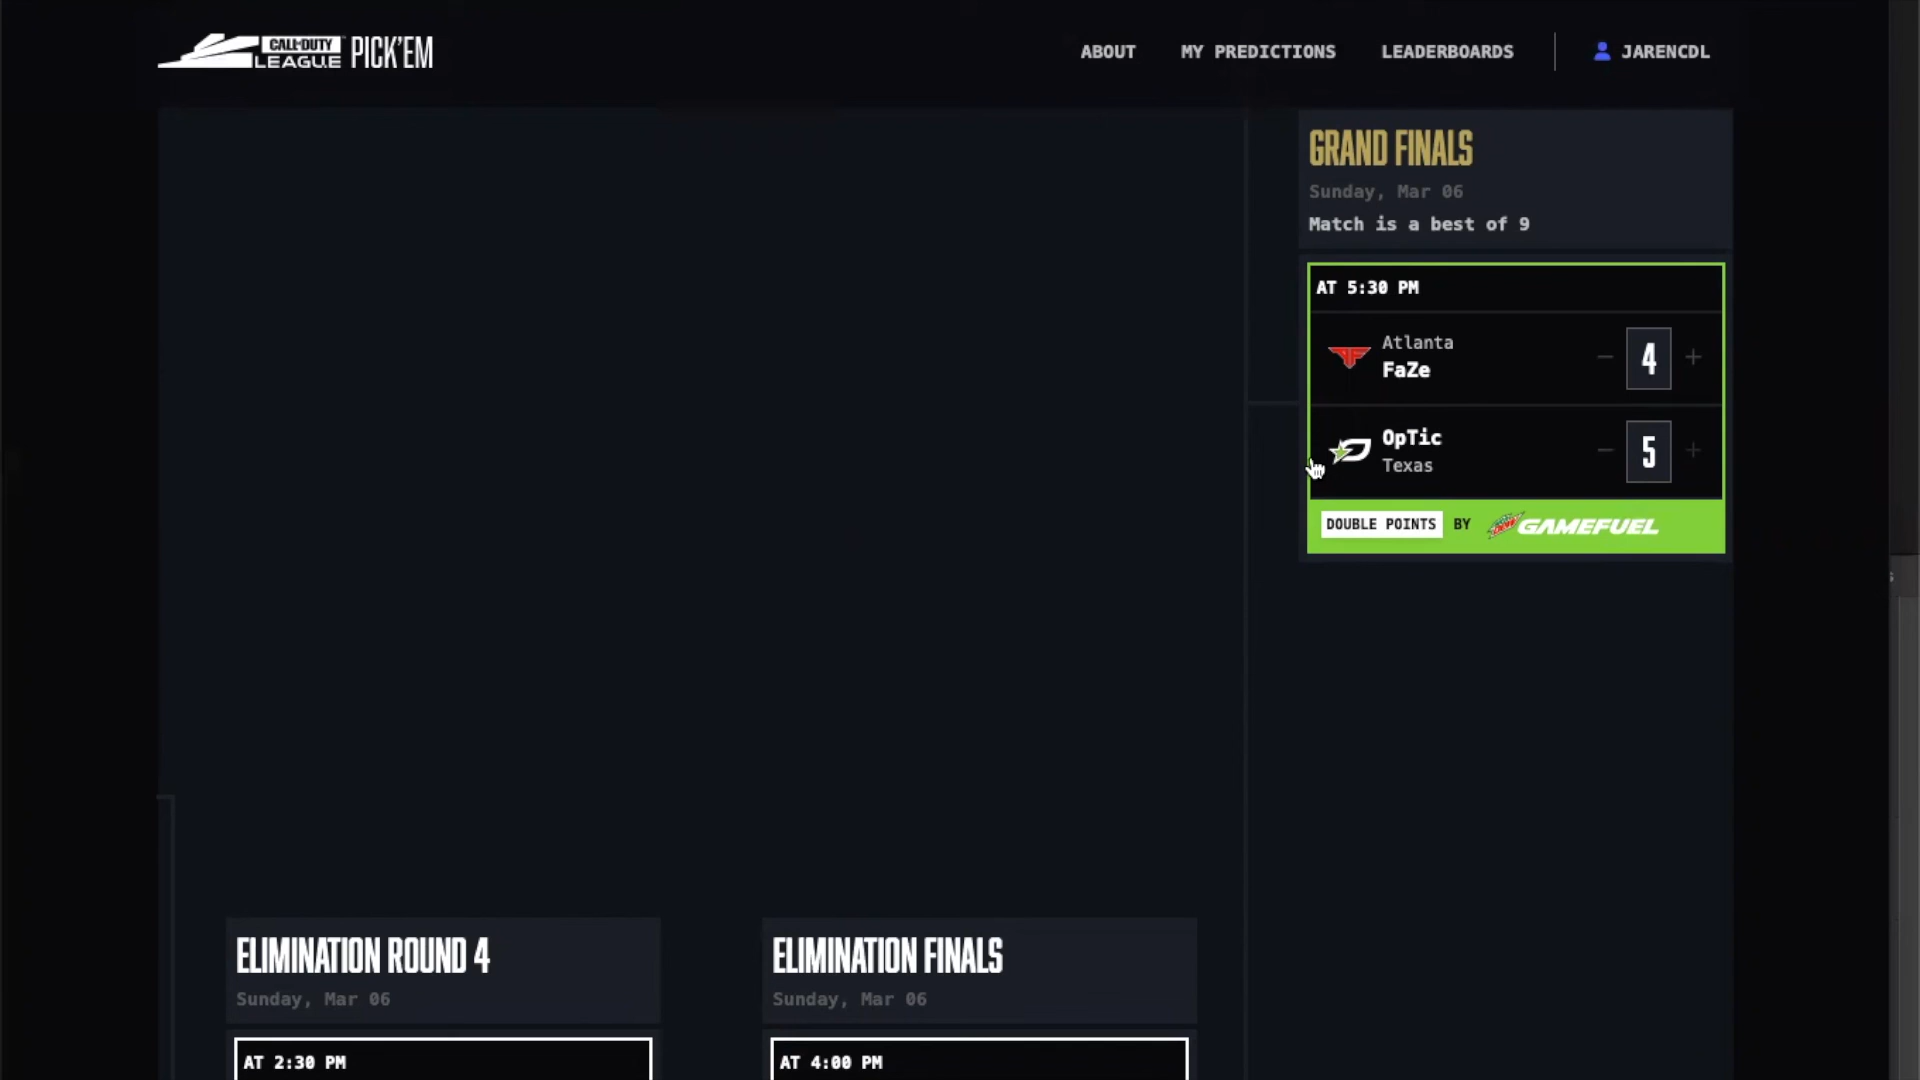 CALL OF DUTY
LEAGUE
PICK'EM
ABOUT
MY PREDICTIONS
LEADERBOARDS
JARENCDL
GRAND FINALS
Sunday, Mar 06
Match is a best of 9
AT 5:30 PM
Atlanta
FaZe
4
OpTic
Texas
5
DOUBLE POINTS BY GAMEFUEL
ELIMINATION ROUND 4
Sunday, Mar 06
AT 2:30 PM
ELIMINATION FINALS
Sunday, Mar 06
AT 4:00 PM